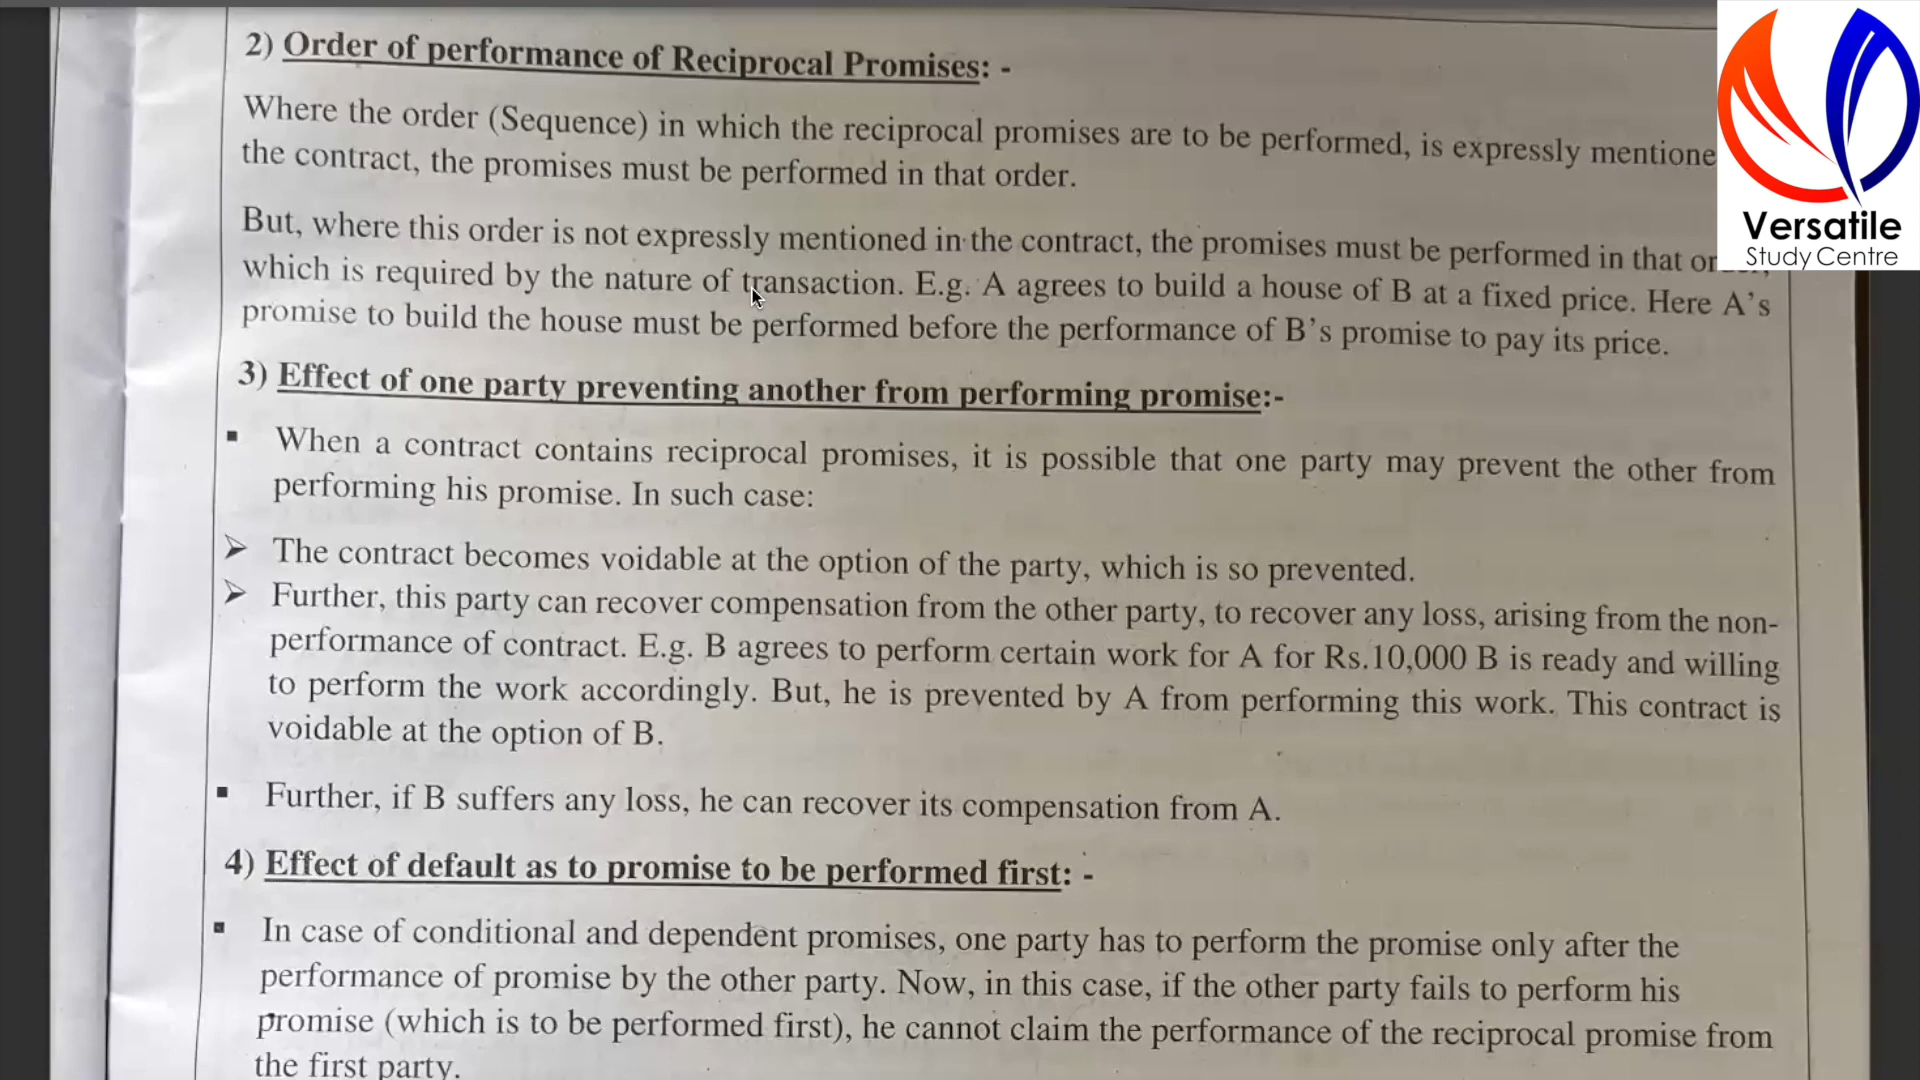 2) Order of performance of Reciprocal Promises: -
Where the order (Sequence) in which the reciprocal promises are to be performed, is expressly mentione
the contract, the promises must be performed in that order.
But, where this order is not expressly mentioned in the contract, the promises must be performed in that or
which is required by the nature of transaction. E.g. A agrees to build a house of B at a fixed price. Here A's
promise to build the house must be performed before the performance of B's promise to pay its price.
3) Effect of one party preventing another from performing promise:-
▪ When a contract contains reciprocal promises, it is possible that one party may prevent the other from
performing his promise. In such case:
➢ The contract becomes voidable at the option of the party, which is so prevented.
➢ Further, this party can recover compensation from the other party, to recover any loss, arising from the non-
performance of contract. E.g. B agrees to perform certain work for A for Rs.10,000 B is ready and willing
to perform the work accordingly. But, he is prevented by A from performing this work. This contract is
voidable at the option of B.
▪ Further, if B suffers any loss, he can recover its compensation from A.
4) Effect of default as to promise to be performed first: -
▪ In case of conditional and dependent promises, one party has to perform the promise only after the
performance of promise by the other party. Now, in this case, if the other party fails to perform his
promise (which is to be performed first), he cannot claim the performance of the reciprocal promise from
the first party.
Versatile
Study Centre